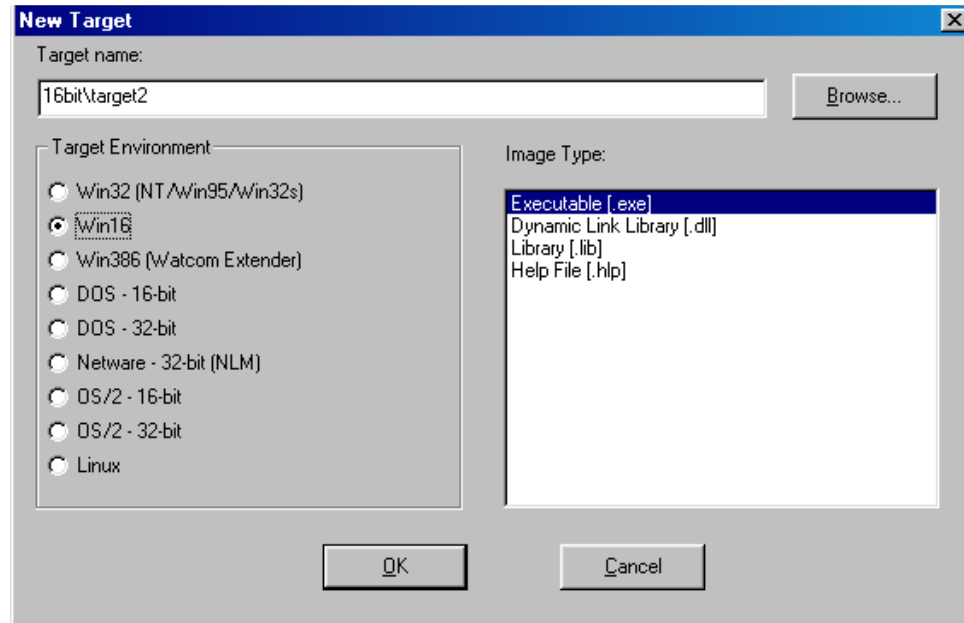 New Target
Target name:
16bit\target2
Browse...
Target Environment
Win32 (NT/Win95/Win32s)
Win16
Win386 (Watcom Extender)
DOS - 16-bit
DOS - 32-bit
Netware - 32-bit (NLM)
OS/2 - 16-bit
OS/2 - 32-bit
Linux
Image Type:
Executable [.exe]
Dynamic Link Library [.dll]
Library [.lib]
Help File [.hlp]
OK
Cancel